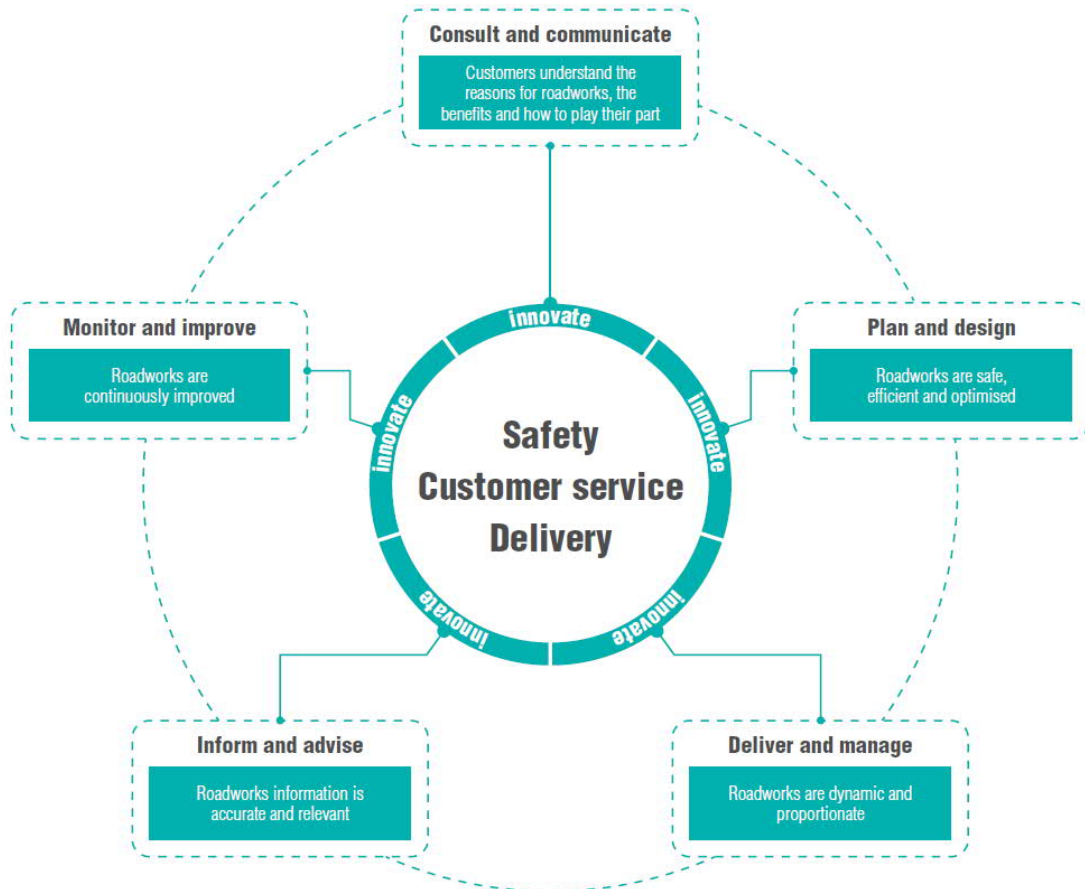 Consult and communicate
Customers understand the
reasons for roadworks, the
benefits and how to play their part
Monitor and improve
Roadworks are
continuously improved
Plan and design
Roadworks are safe,
efficient and optimised
innovate
innovate
innovate
innovate
innovate
Safety
Customer service
Delivery
Inform and advise
Roadworks information is
accurate and relevant
Deliver and manage
Roadworks are dynamic and
proportionate